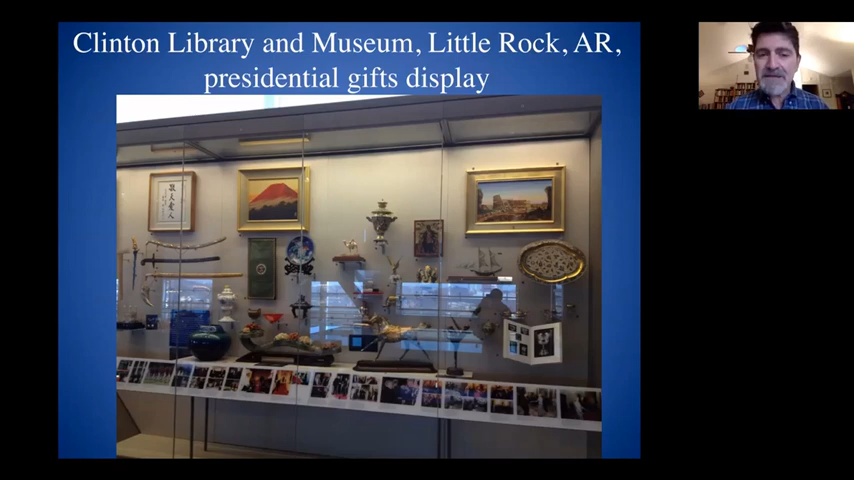 Clinton Library and Museum, Little Rock, AR,
presidential gifts display